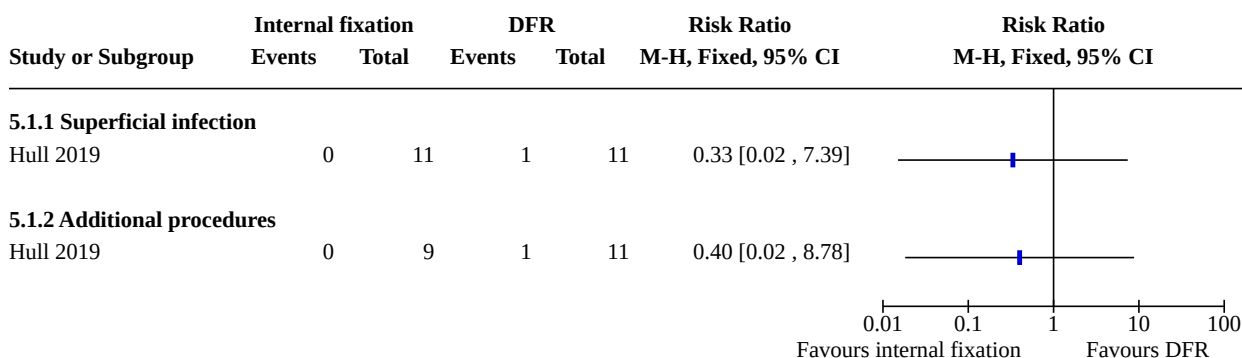 Internal fixation DFR Risk Ratio Risk Ratio
Study or Subgroup Events Total Events Total M-H, Fixed, 95% CI M-H, Fixed, 95% CI
5.1.1 Superficial infection
Hull 2019 0 11 1 11 0.33 [0.02 , 7.39]
5.1.2 Additional procedures
Hull 2019 0 9 1 11 0.40 [0.02 , 8.78]
0.01 0.1 1 10 100
Favours internal fixation Favours DFR